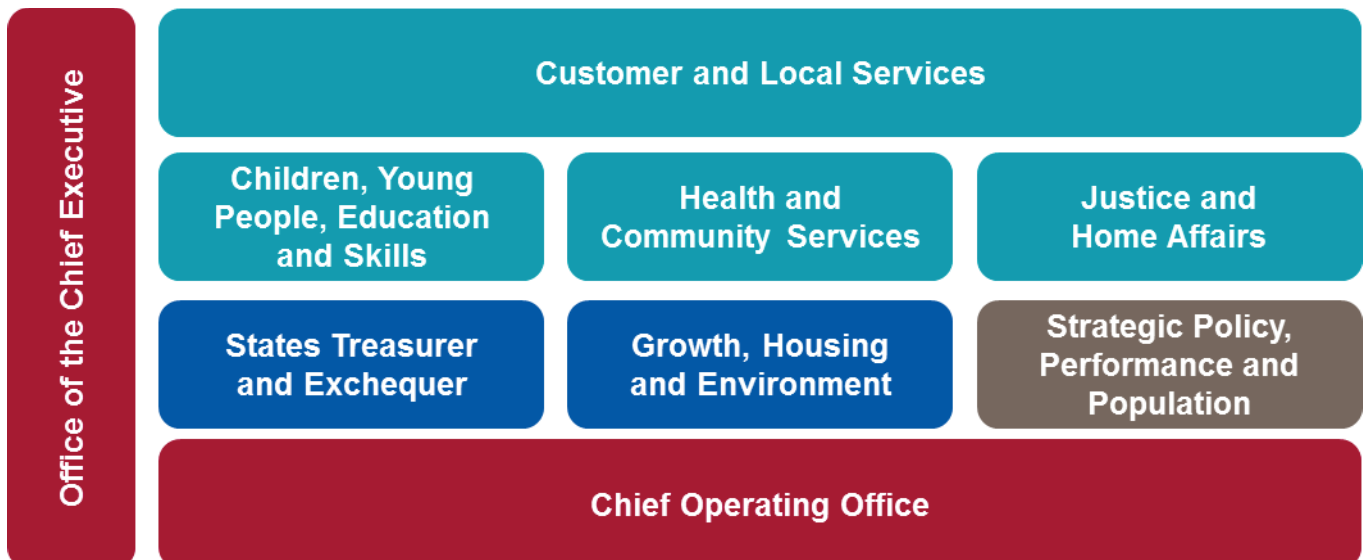 Office of the Chief Executive
Customer and Local Services
Children, Young
People, Education
and Skills
Health and
Community Services
Justice and
Home Affairs
States Treasurer
and Exchequer
Growth, Housing
and Environment
Strategic Policy,
Performance and
Population
Chief Operating Office